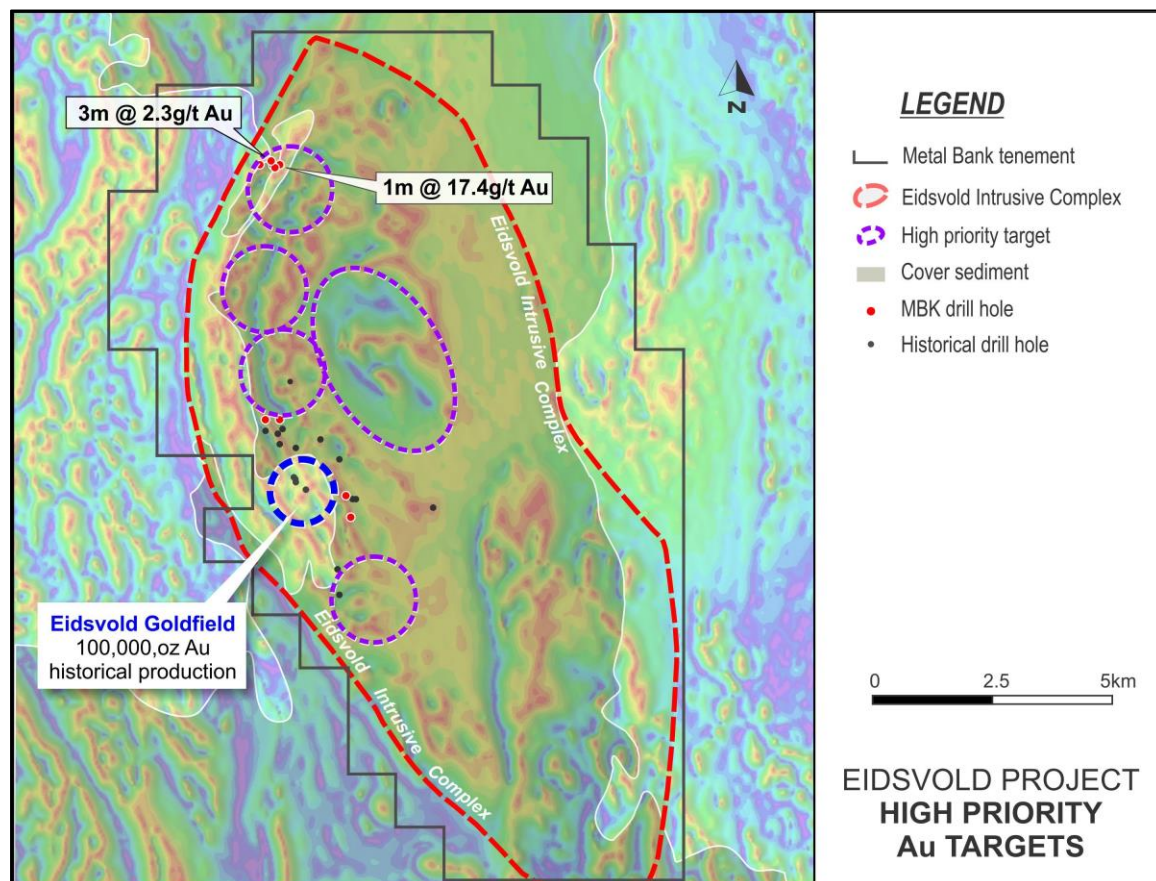 3m @ 2.3g/t Au
1m @ 17.4g/t Au
Eidsvold Intrusive Complex
Eidsvold Goldfield
100,000,oz Au
historical production
Eidsvold Intrusive Complex
N
LEGEND
Metal Bank tenement
Eidsvold Intrusive Complex
High priority target
Cover sediment
MBK drill hole
Historical drill hole
0 2.5 5km
EIDSVOLD PROJECT
HIGH PRIORITY
Au TARGETS